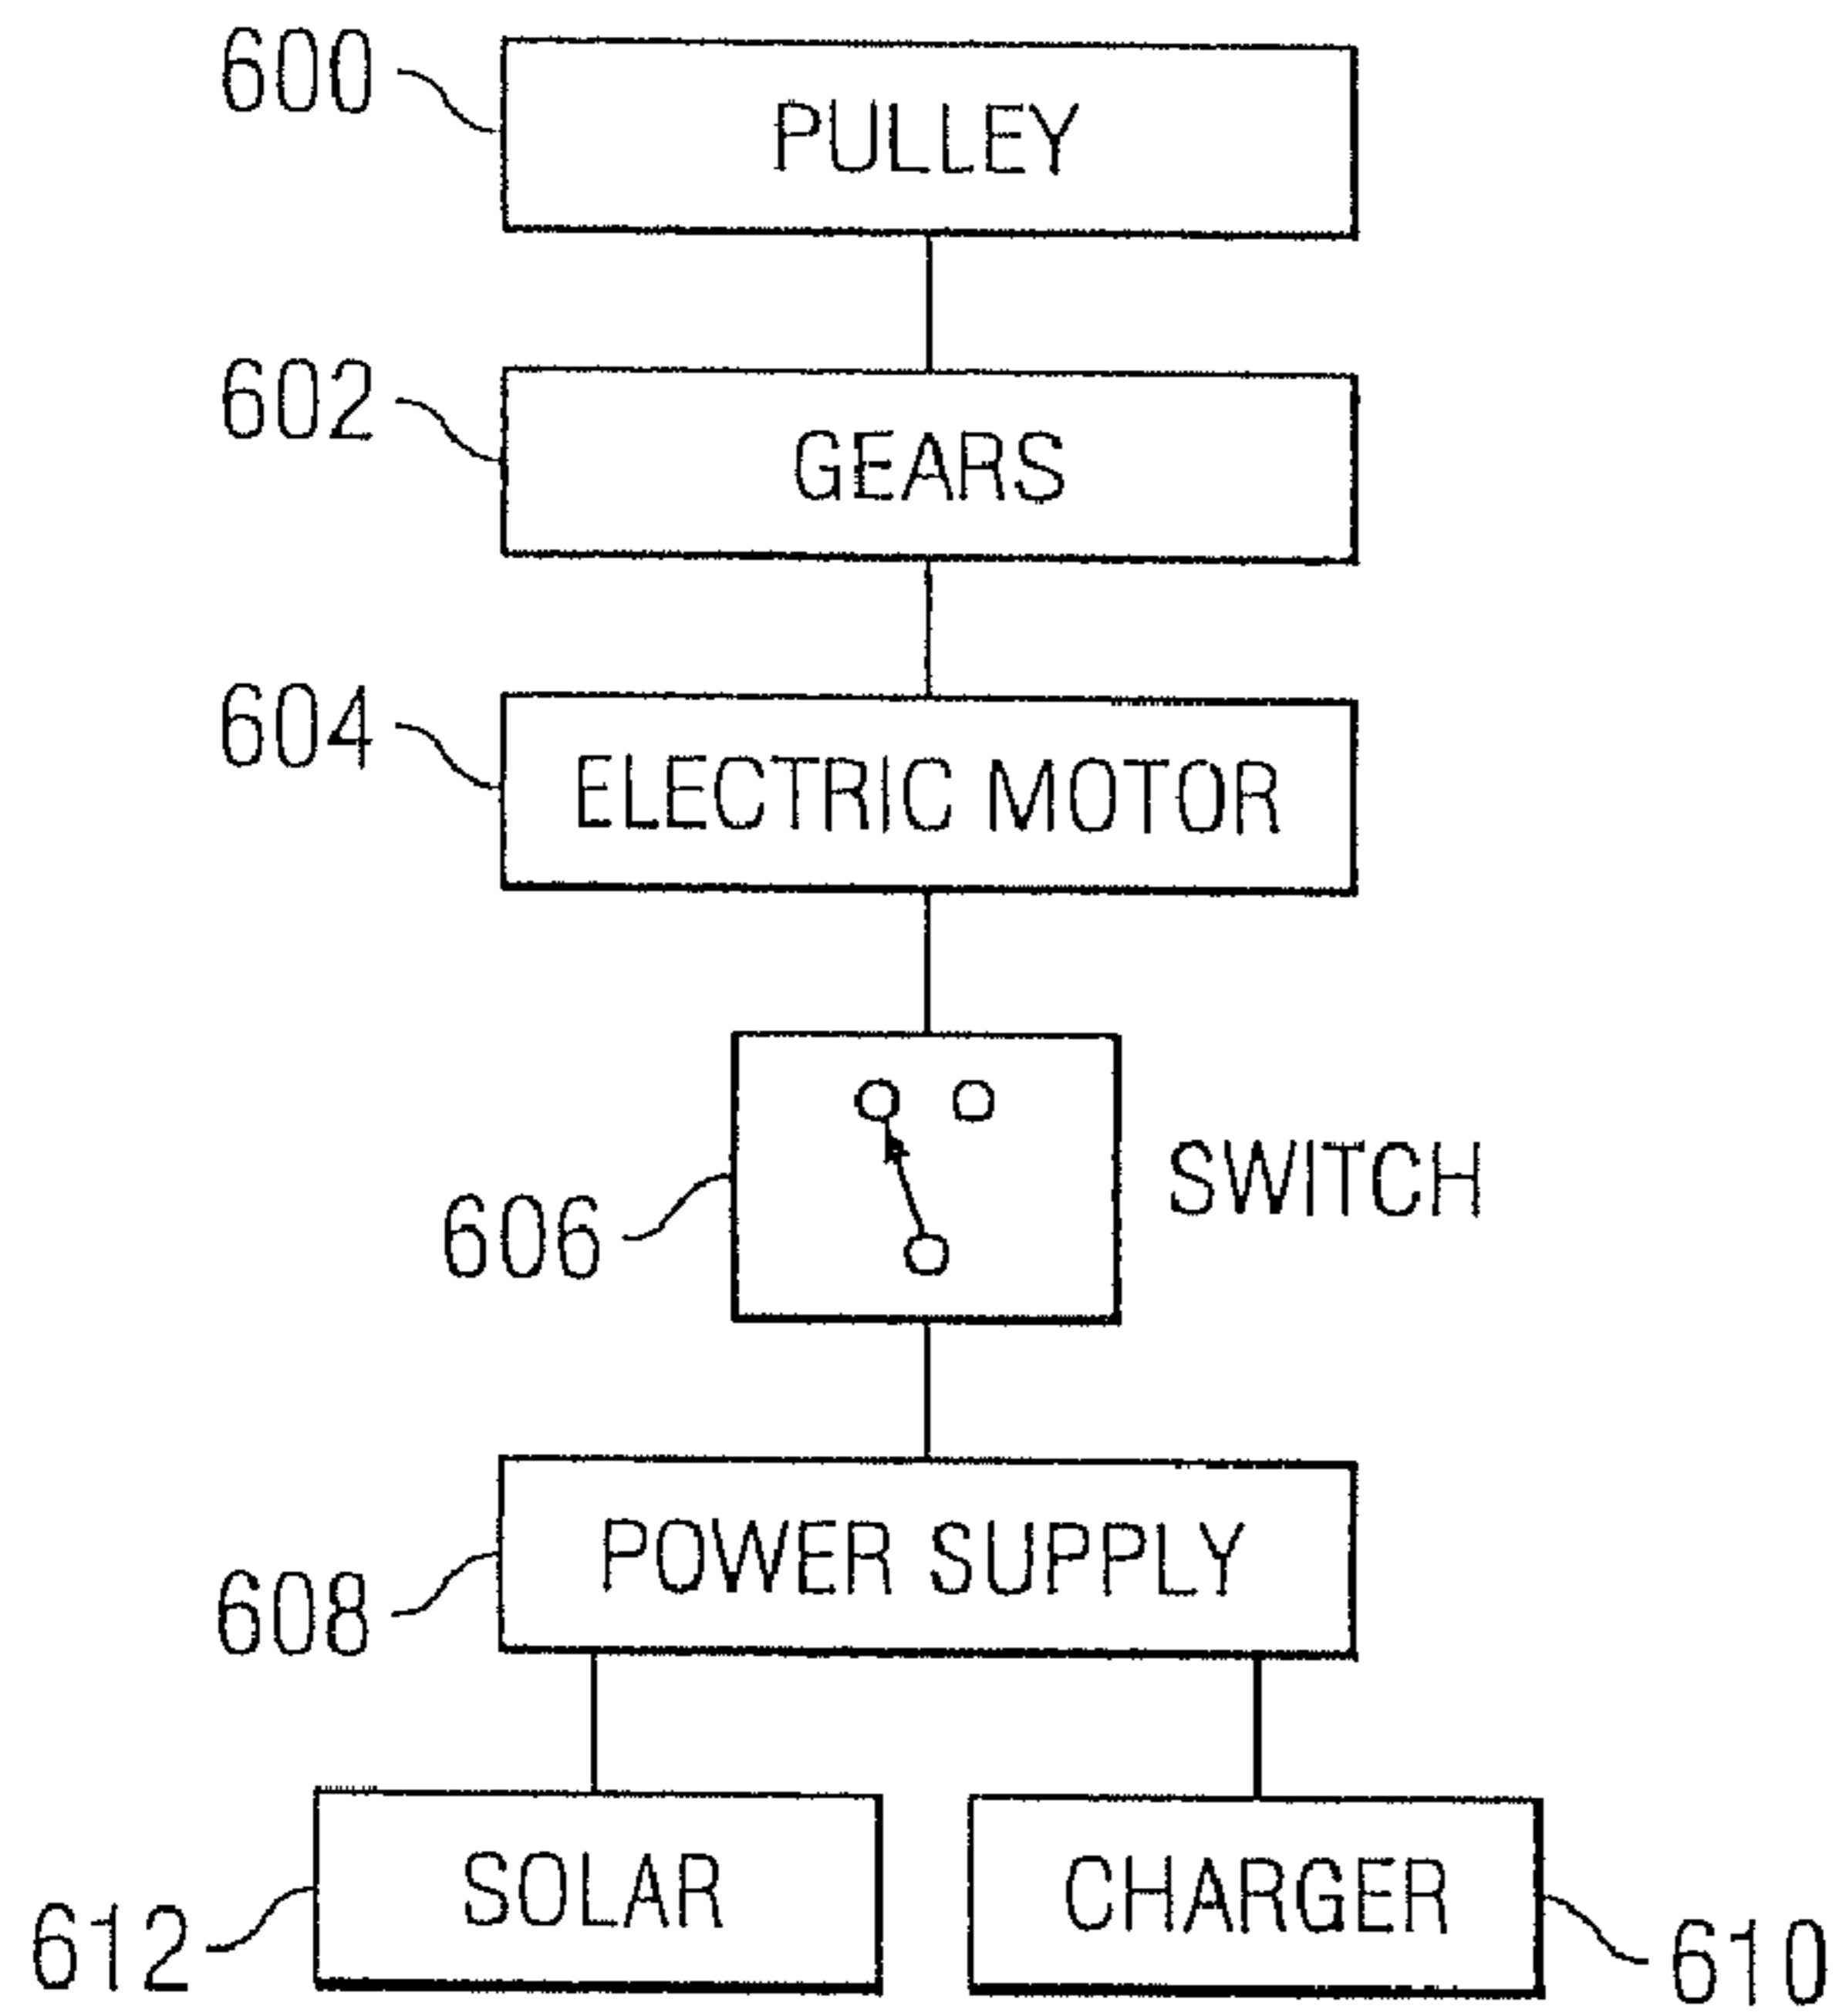 600
PULLEY
602
GEARS
604
ELECTRIC MOTOR
606
SWITCH
608
POWER SUPPLY
612
SOLAR
CHARGER
610